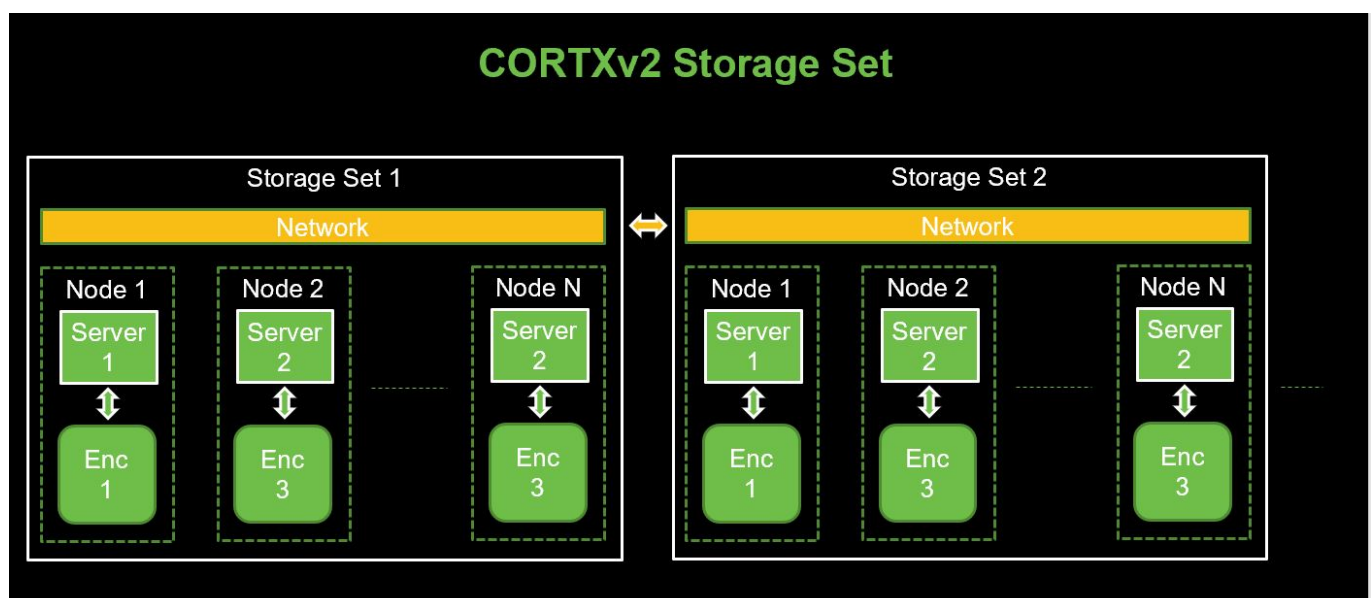 CORTXv2 Storage Set
Storage Set 1
Network
Node 1
Server
1
Enc
1
Node 2
Server
2
Enc
3
Node N
Server
2
Enc
3
Storage Set 2
Network
Node 1
Server
1
Enc
1
Node 2
Server
2
Enc
3
Node N
Server
2
Enc
3